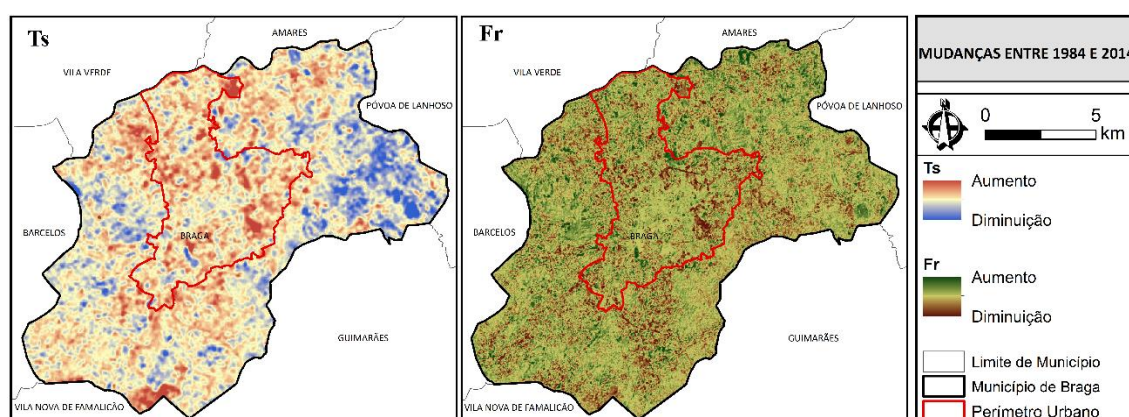 Ts
AMARES
VILA VERDE
PÓVOA DE LANHOSO
BARCELOS
BRAGA
GUIMARÃES
VILA NOVA DE FAMALICÃO
Fr
AMARES
VILA VERDE
PÓVOA DE LANHOSO
BARCELOS
BRAGA
GUIMARÃES
VILA NOVA DE FAMALICÃO
MUDANÇAS ENTRE 1984 E 2014
0 5
km
Ts
Aumento
Diminuição
Fr
Aumento
Diminuição
Limite de Município
Município de Braga
Perímetro Urbano